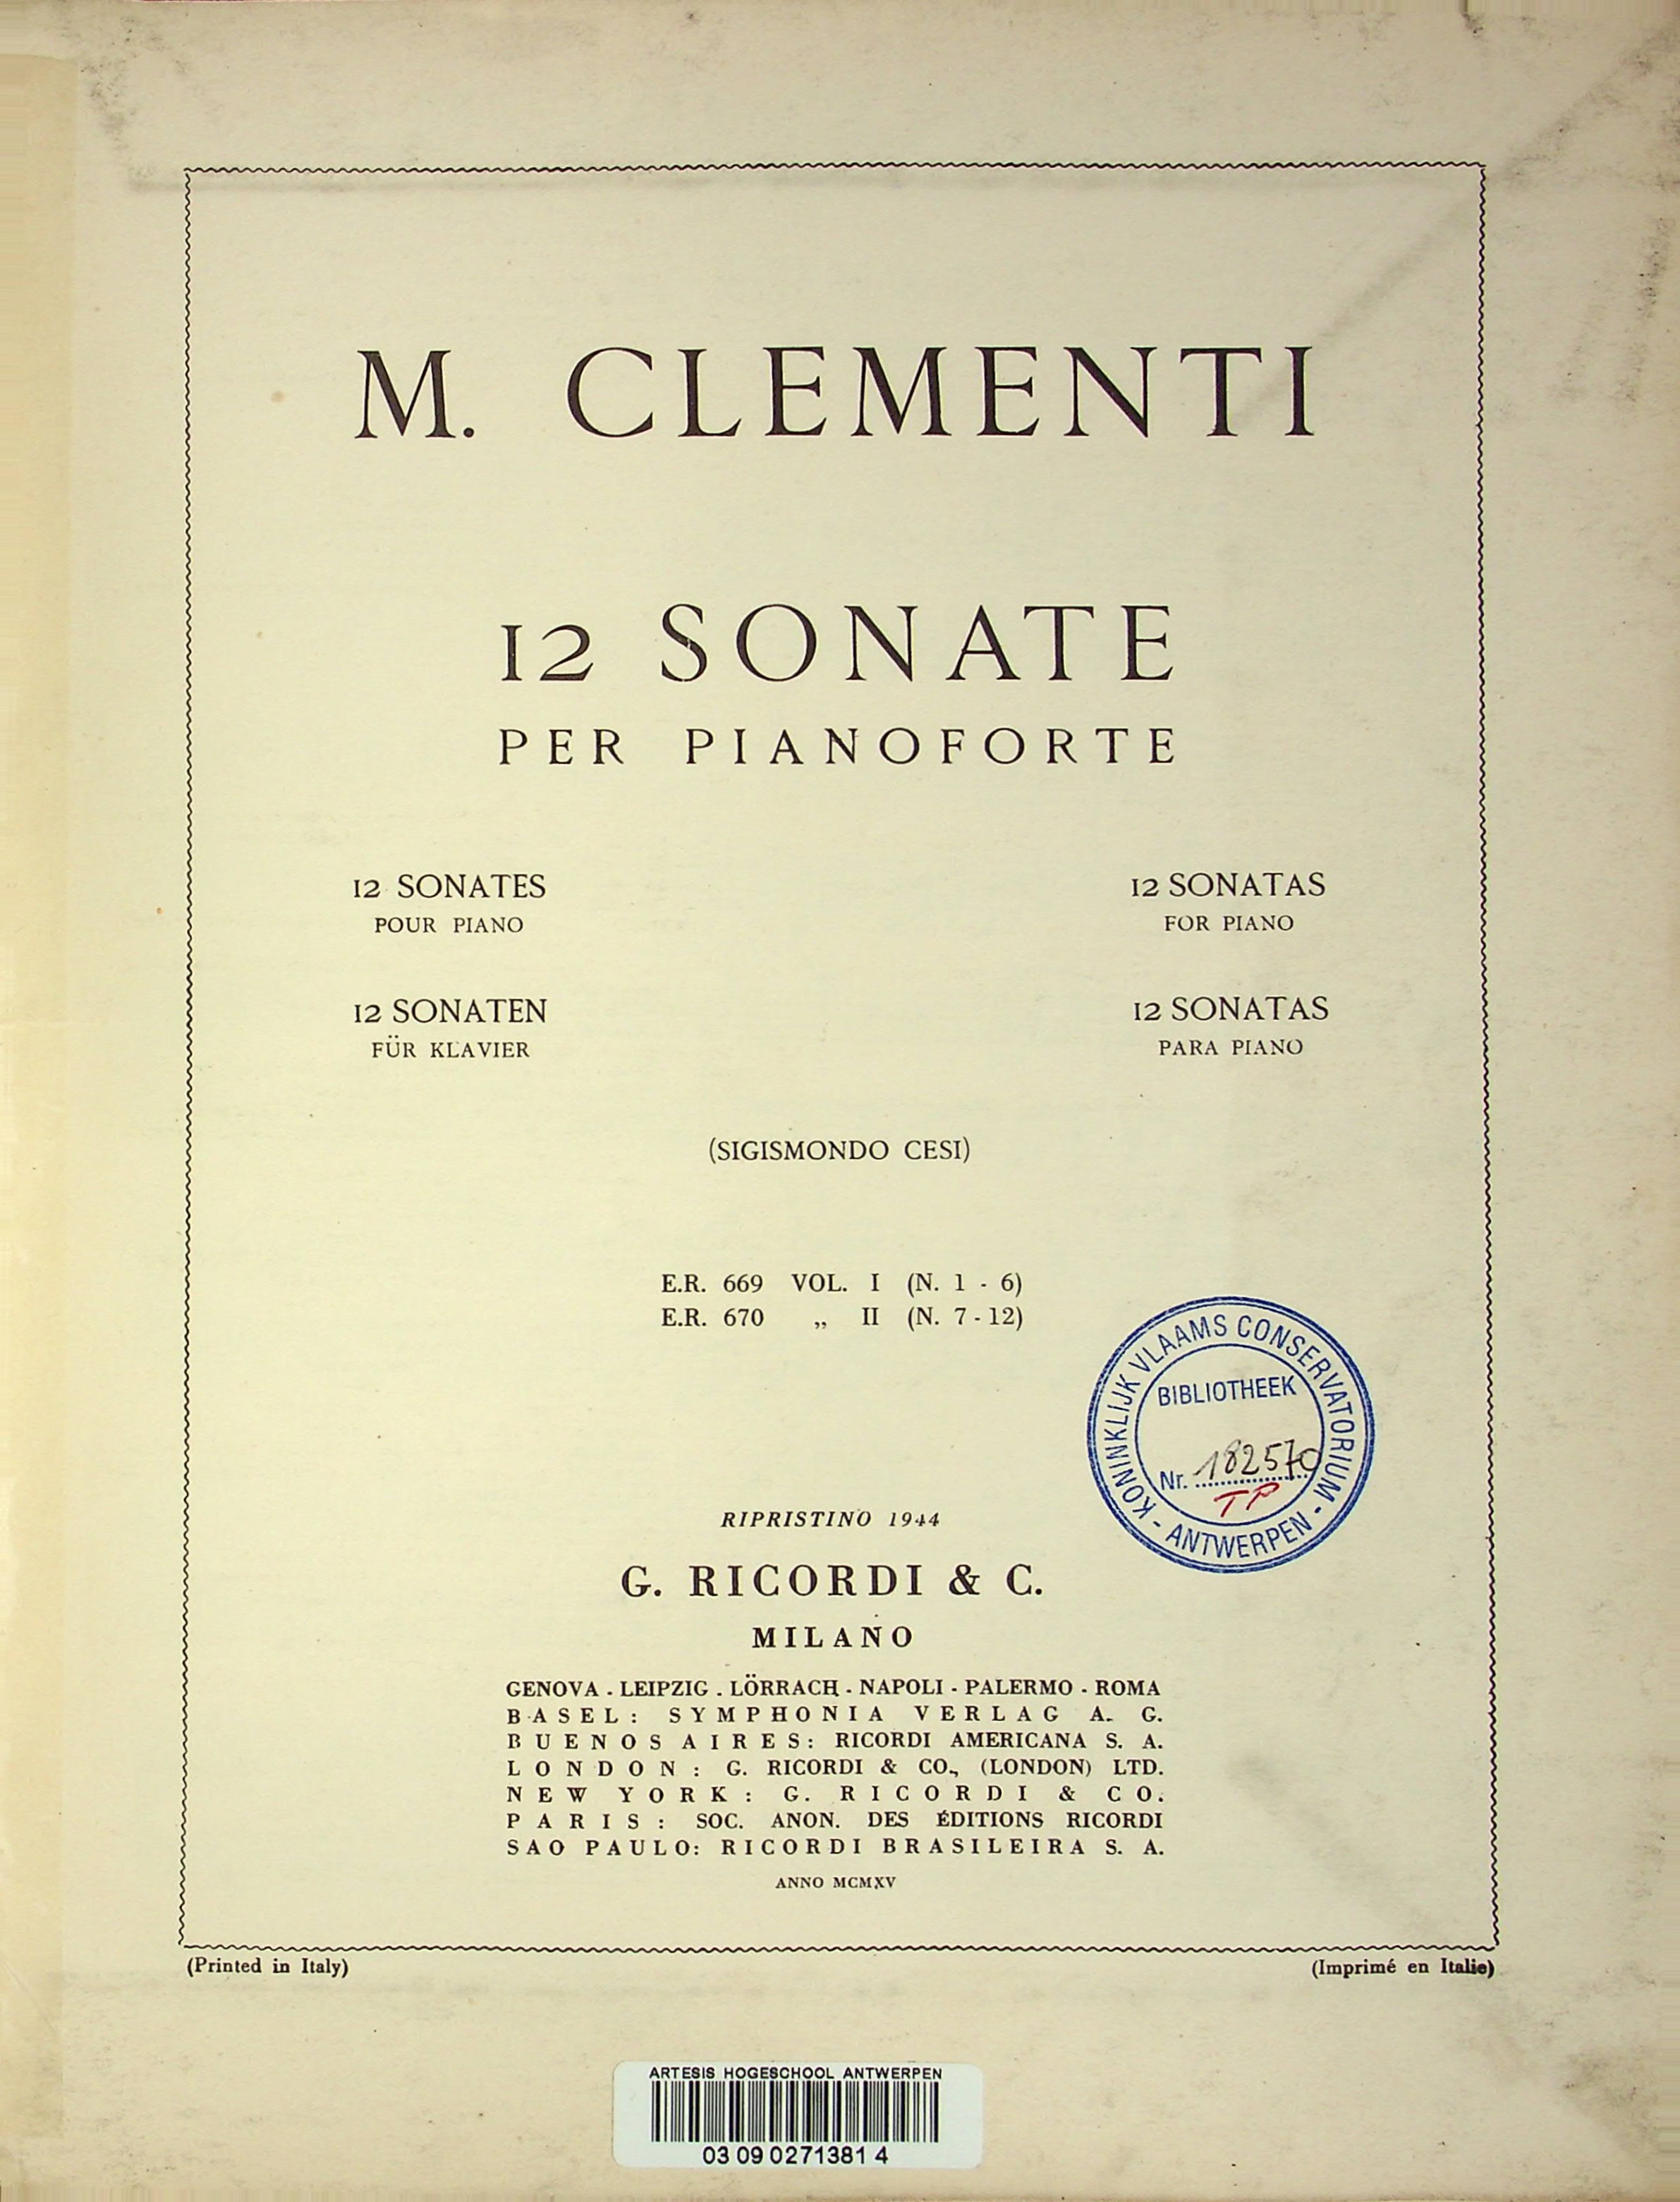 M. CLEMENTI
12 SONATE
PER PIANOFORTE
12 SONATES
POUR PIANO
12 SONATAS
FOR PIANO
12 SONATEN
FÜR KLAVIER
12 SONATAS
PARA PIANO
(SIGISMONDO CESI)
E.R. 669 VOL. I (N. 1 - 6)
E.R. 670 „ II (N. 7 - 12)
KONINKLIJK VLAAMS CONSERVATORIUM - ANTWERPEN -
BIBLIOTHEEK
Nr. 182570
TP
RIPRISTINO 1944
G. RICORDI & C.
MILANO
GENOVA - LEIPZIG - LÖRRACH - NAPOLI - PALERMO - ROMA
BASEL: SYMPHONIA VERLAG A. G.
BUENOS AIRES: RICORDI AMERICANA S. A.
LONDON: G. RICORDI & CO., (LONDON) LTD.
NEW YORK: G. RICORDI & CO.
PARIS: SOC. ANON. DES ÉDITIONS RICORDI
SAO PAULO: RICORDI BRASILEIRA S. A.
ANNO MCMXV
(Printed in Italy)
(Imprimé en Italie)
ARTESIS HOGESCHOOL ANTWERPEN
03 09 0271381 4